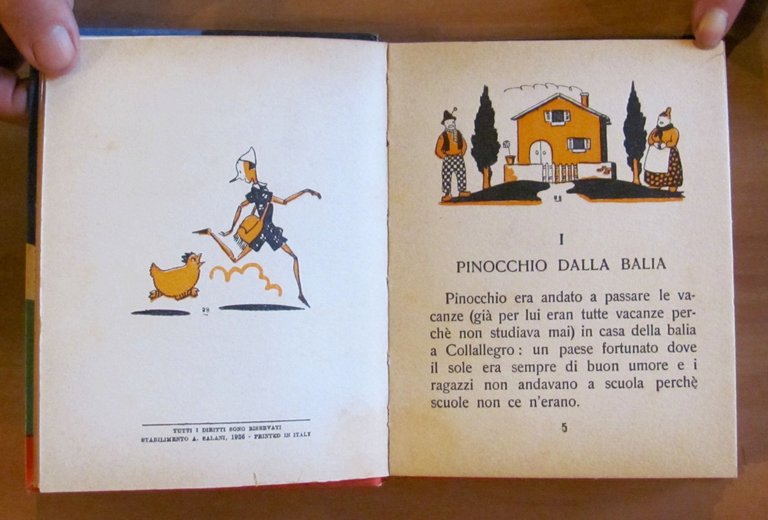 TUTTI I DIRITTI SONO RISERVATI
STABILIMENTO A. SALANI, 1936 - PRINTED IN ITALY
I
PINOCCHIO DALLA BALIA
Pinocchio era andato a passare le va-
canze (già per lui eran tutte vacanze per-
chè non studiava mai) in casa della balia
a Collallegro: un paese fortunato dove
il sole era sempre di buon umore e i
ragazzi non andavano a scuola perchè
scuole non ce n'erano.
5